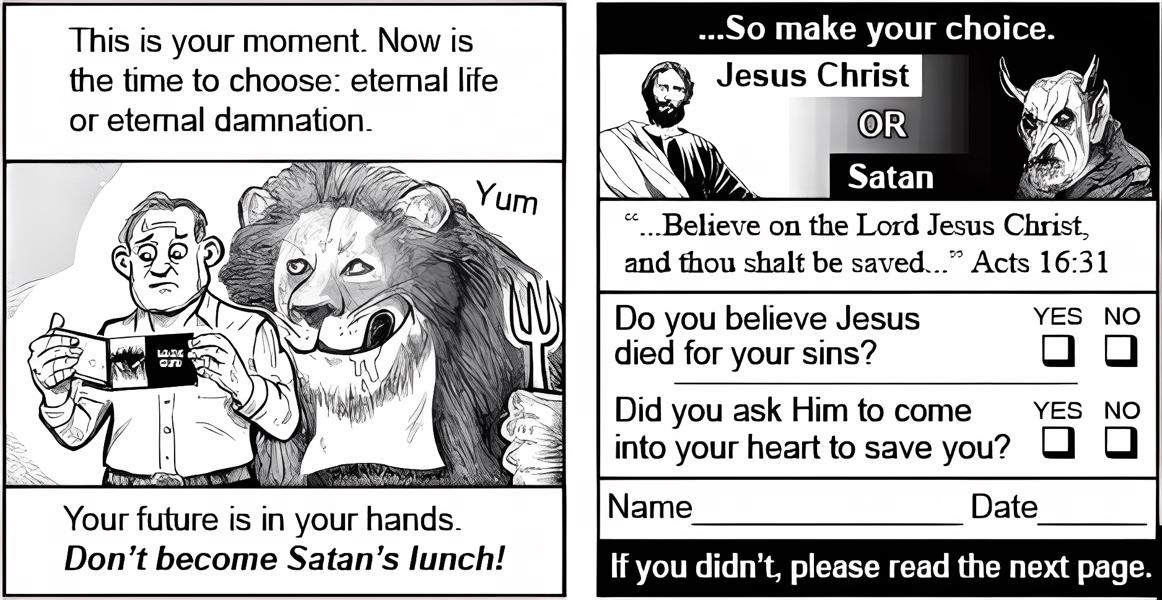 This is your moment. Now is
the time to choose: eternal life
or eternal damnation.
Yum
Your future is in your hands.
Don't become Satan's lunch!
...So make your choice.
Jesus Christ
OR
Satan
“...Believe on the Lord Jesus Christ,
and thou shalt be saved...” Acts 16:31
Do you believe Jesus
died for your sins?
YES NO
Did you ask Him to come
into your heart to save you?
YES NO
Name____________________ Date________
If you didn't, please read the next page.